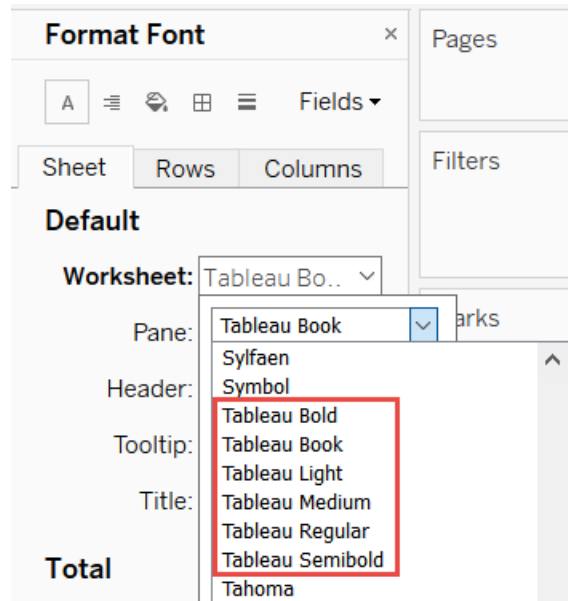 Format Font ×
Pages
A Fields
Filters
Sheet Rows Columns
Default
Worksheet: Tableau Bo..
Pane: Tableau Book
arks
Sylfaen
Header: Symbol
Tableau Bold
Tooltip: Tableau Book
Tableau Light
Title: Tableau Medium
Tableau Regular
Total Tableau Semibold
Tahoma